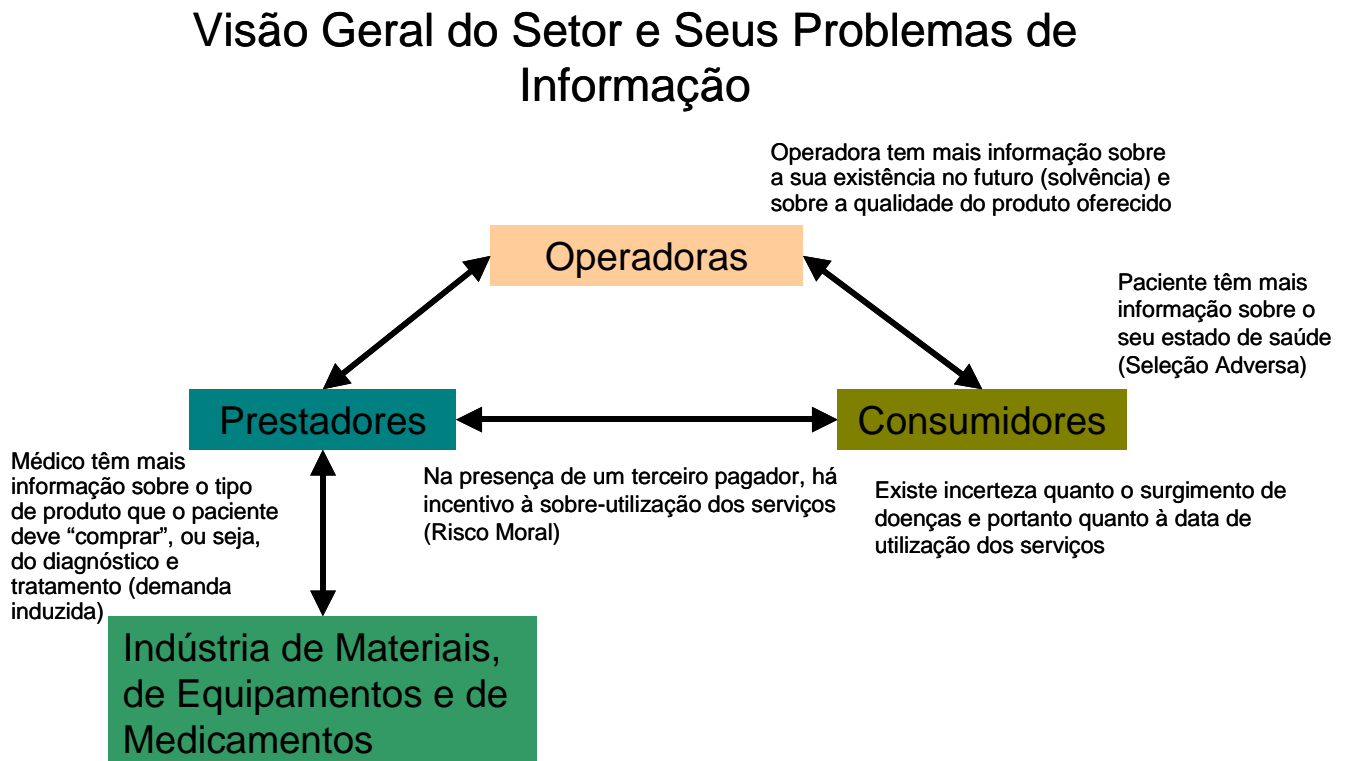 Visão Geral do Setor e Seus Problemas de
Informação
Operadora tem mais informação sobre
a sua existência no futuro (solvência) e
sobre a qualidade do produto oferecido
Operadoras
Paciente têm mais
informação sobre o
seu estado de saúde
(Seleção Adversa)
Prestadores
Consumidores
Médico têm mais
informação sobre o tipo
de produto que o paciente
deve “comprar”, ou seja,
do diagnóstico e
tratamento (demanda
induzida)
Na presença de um terceiro pagador, há
incentivo à sobre-utilização dos serviços
(Risco Moral)
Existe incerteza quanto o surgimento de
doenças e portanto quanto à data de
utilização dos serviços
Indústria de Materiais,
de Equipamentos e de
Medicamentos